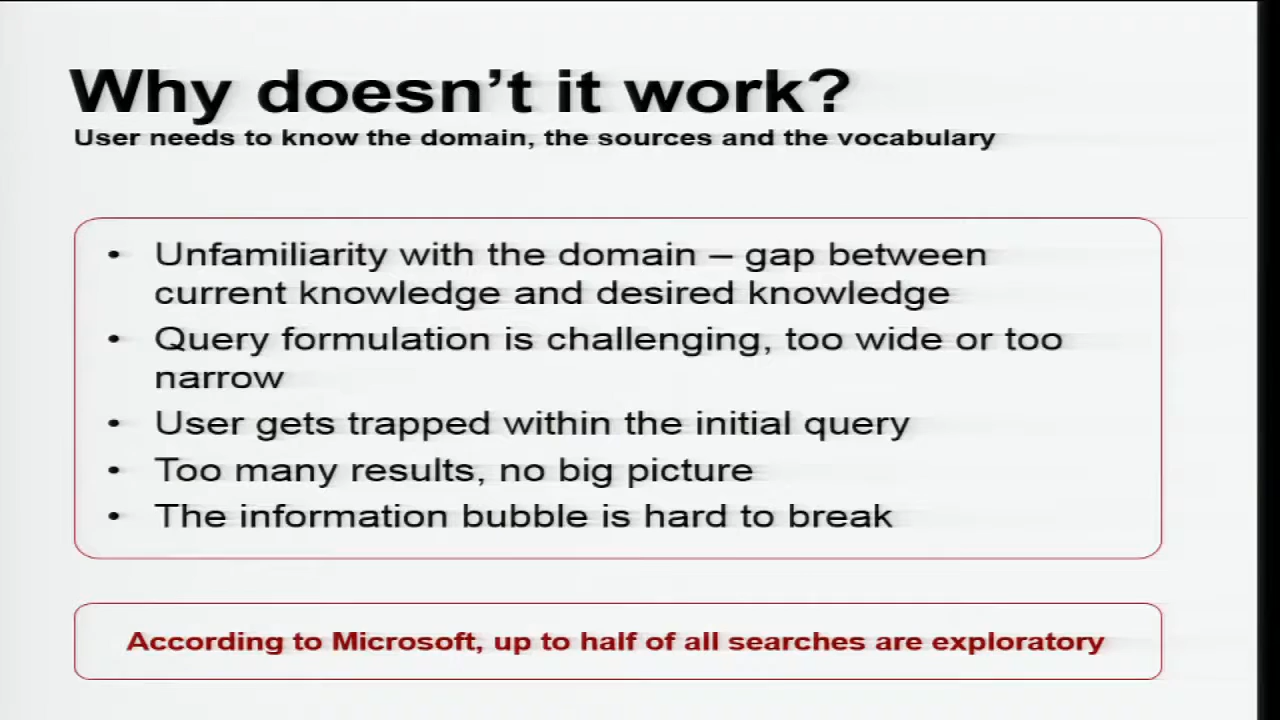 Why doesn’t it work?
User needs to know the domain, the sources and the vocabulary
• Unfamiliarity with the domain – gap between
current knowledge and desired knowledge
• Query formulation is challenging, too wide or too
narrow
• User gets trapped within the initial query
• Too many results, no big picture
• The information bubble is hard to break
According to Microsoft, up to half of all searches are exploratory